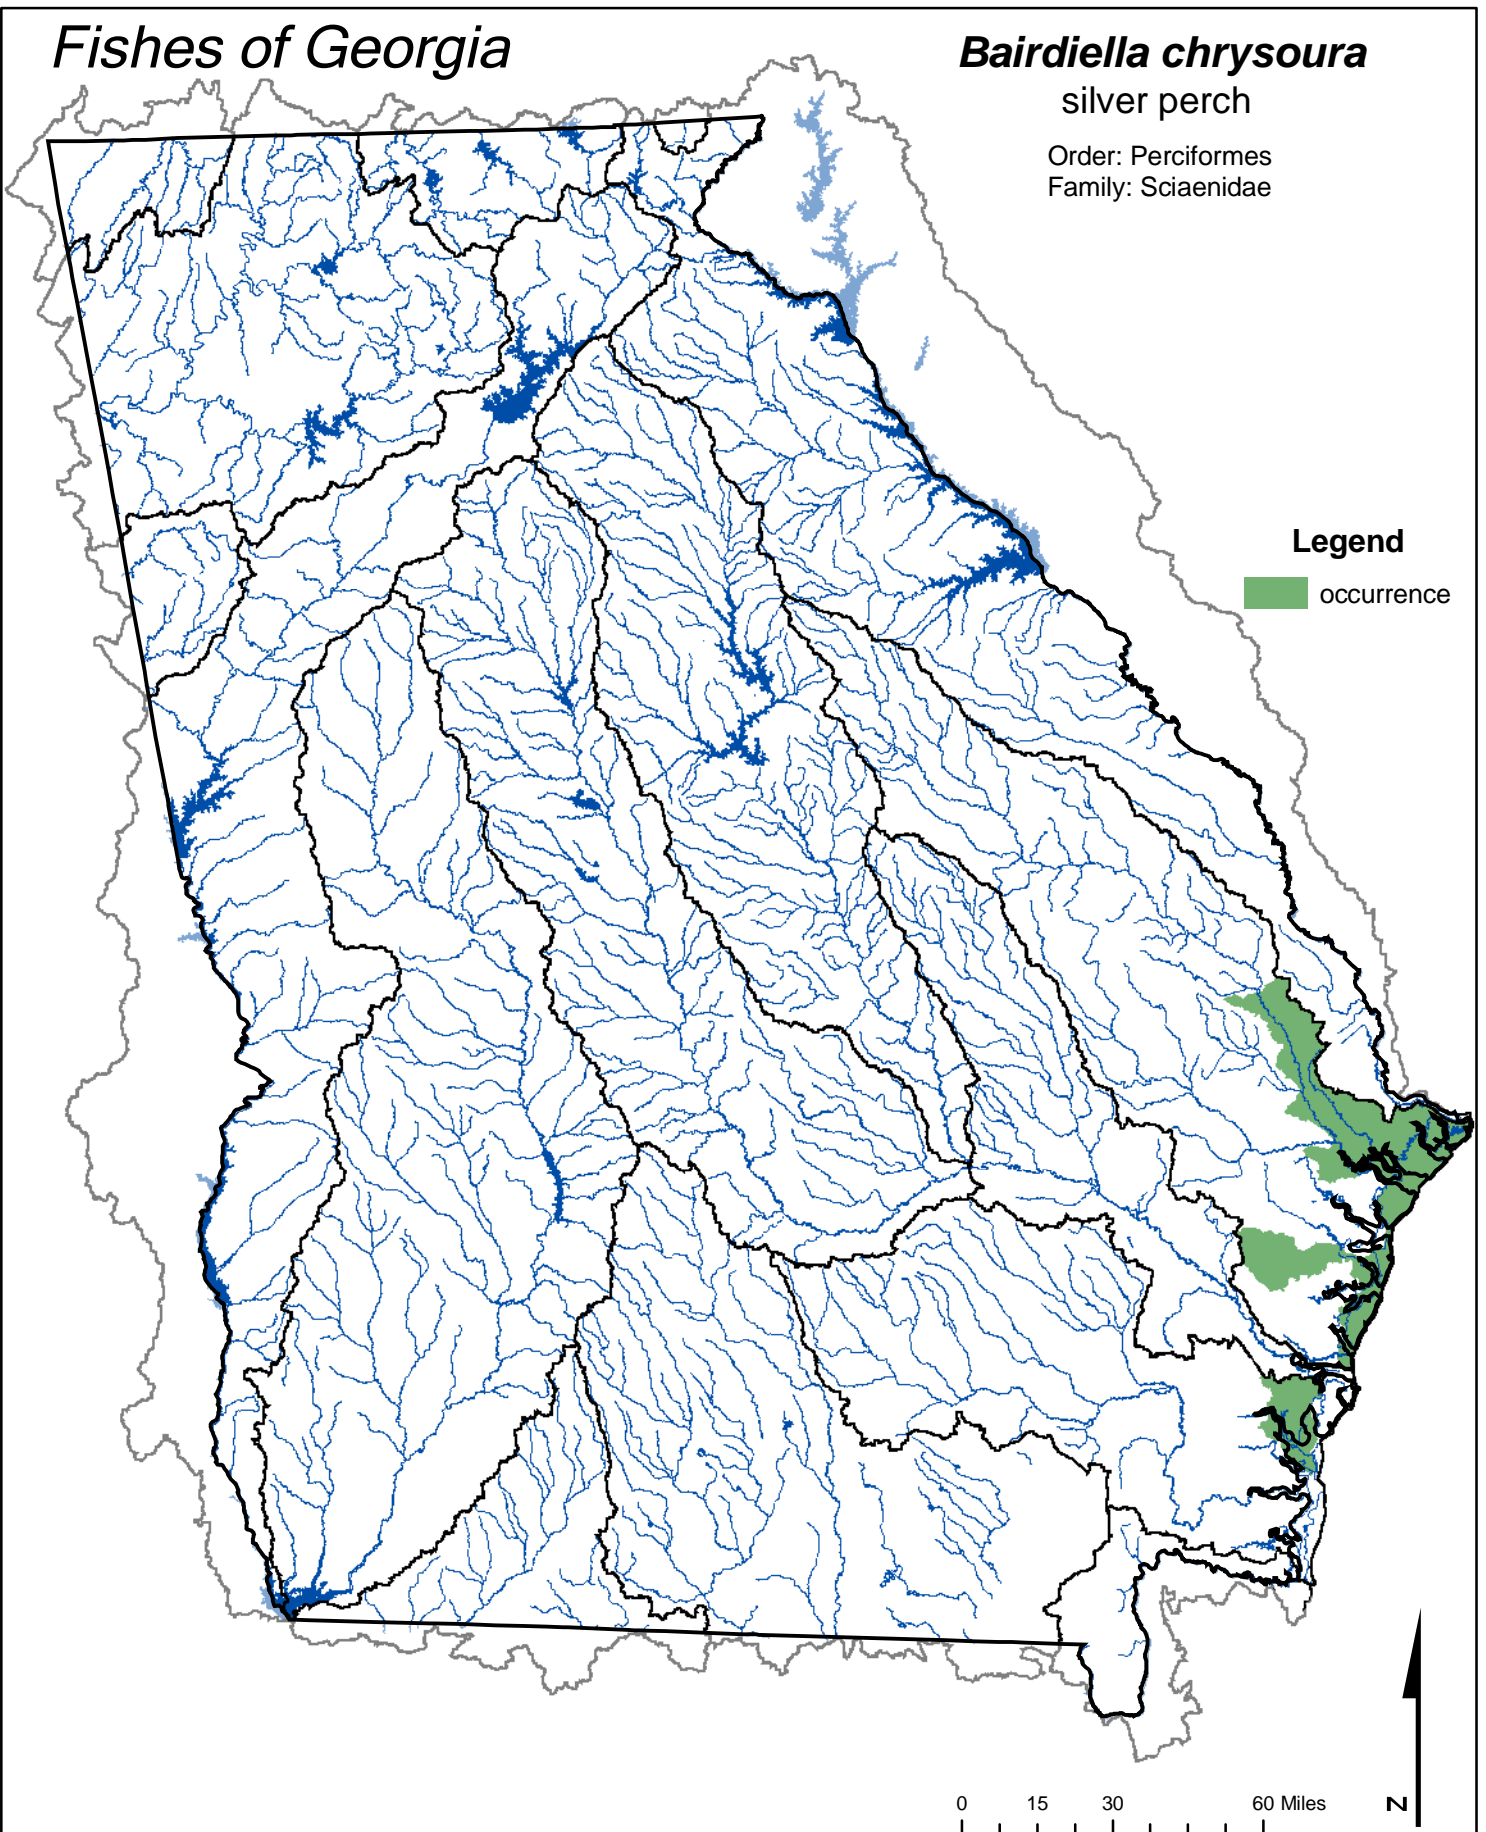 Fishes of Georgia
Bairdiella chrysoura
silver perch
Order: Perciformes
Family: Sciaenidae
Legend
occurrence
0 15 30 60 Miles
N